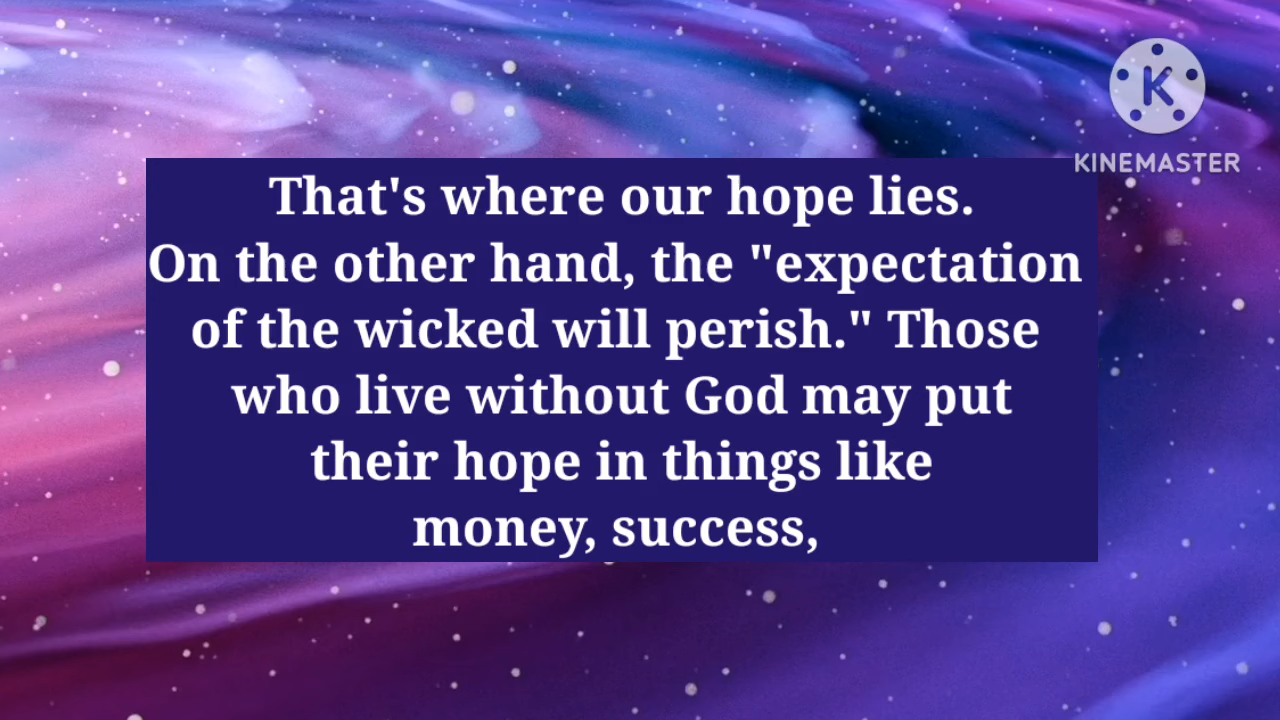 KINEMASTER
That's where our hope lies.
On the other hand, the "expectation
of the wicked will perish." Those
who live without God may put
their hope in things like
money, success,